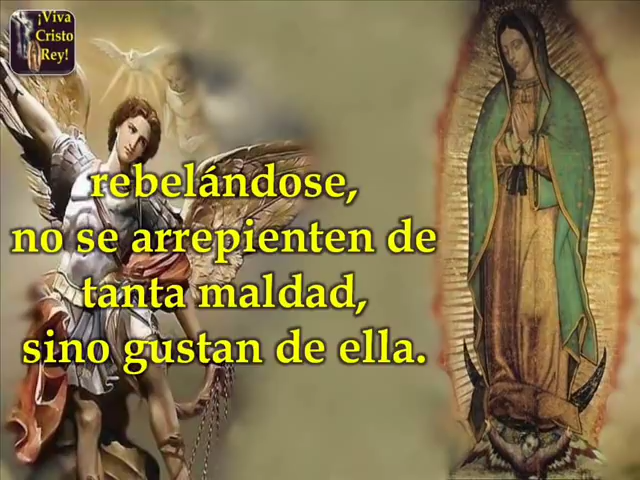 ¡Viva
Cristo
Rey!
rebelándose,
no se arrepienten de
tanta maldad,
sino gustan de ella.